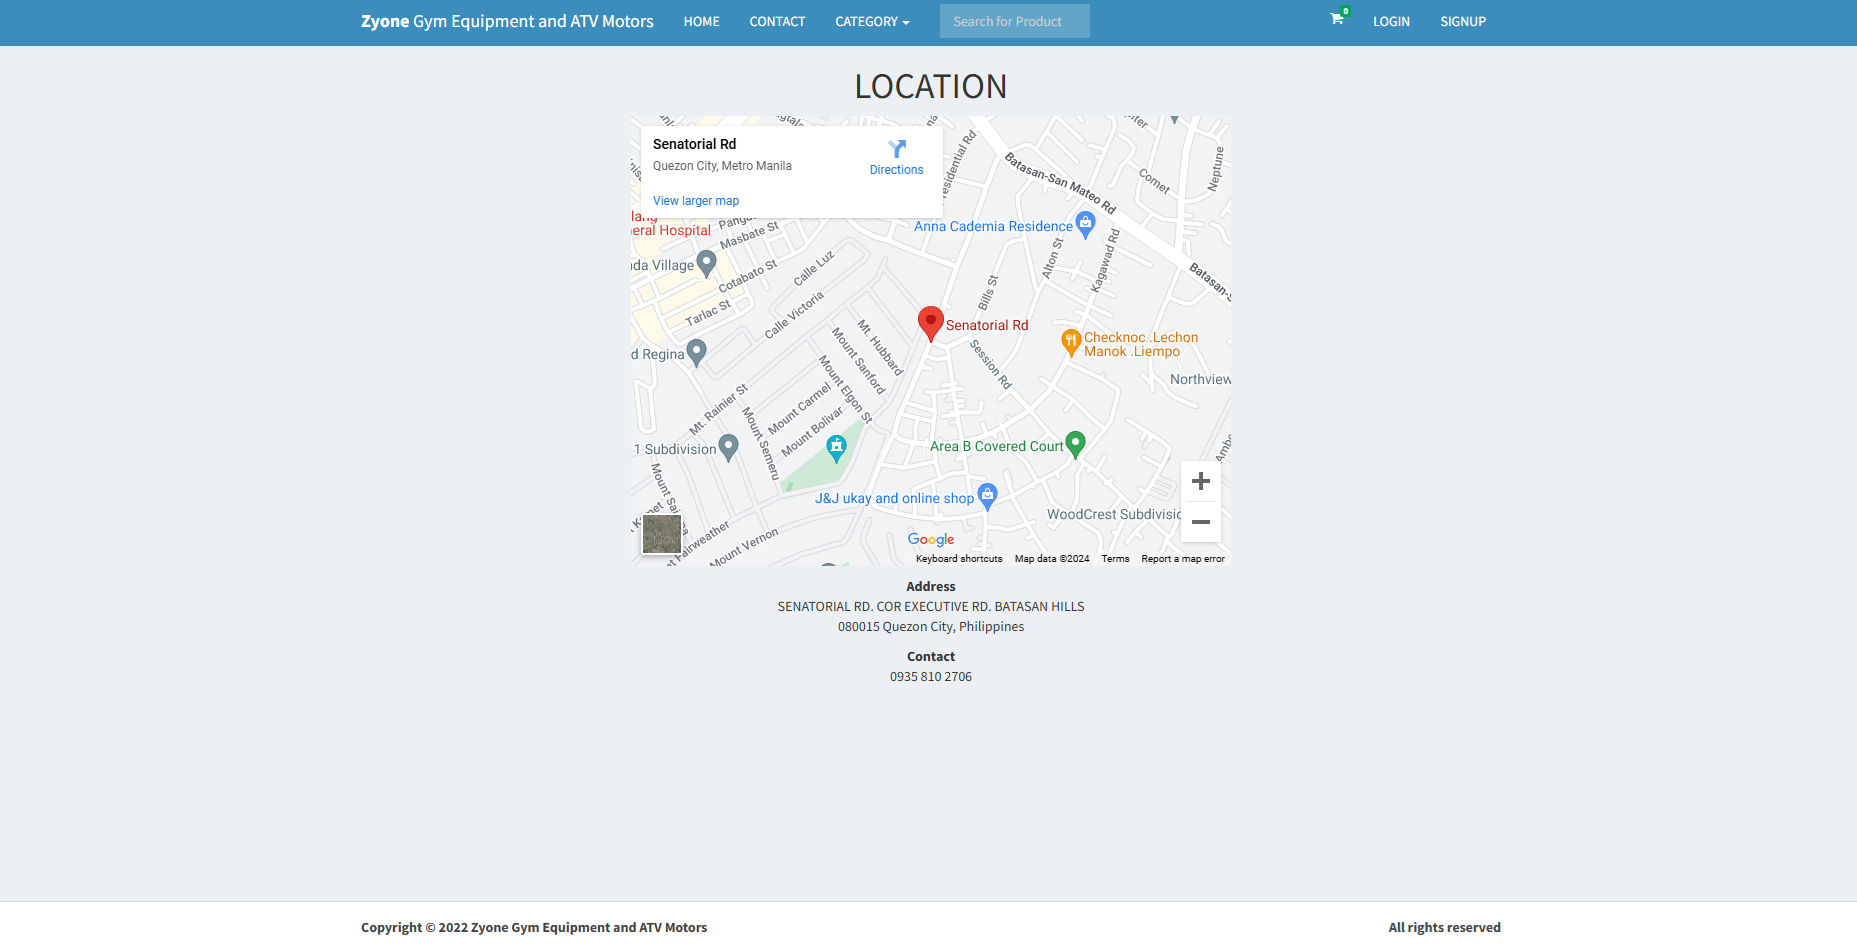 Zyone Gym Equipment and ATV Motors
HOME
CONTACT
CATEGORY
Search for Product
0
LOGIN
SIGNUP
LOCATION
Senatorial Rd
Quezon City, Metro Manila
Directions
View larger map
Batasan-San Mateo Rd
Comet
Neptune
Anna Cademia Residence
Masbate St
eral Hospital
da Village
Cotabato St
Calle Luz
Tarlac St
Calle Victoria
Bills St
Alton St
Kagawad Rd
Batasan-S
Senatorial Rd
Mt. Hubbard
Mount Sanford
Session Rd
Checknoc .Lechon
Manok .Liempo
d Regina
Northview
Mount Elgon St
Mt. Rainier St
Mount Carmel
Mount Bolivar
Mount Semeru
1 Subdivision
Area B Covered Court
J&J ukay and online shop
WoodCrest Subdivisio
Fairweather
Mount Vernon
Google
Keyboard shortcuts
Map data ©2024
Terms
Report a map error
Address
SENATORIAL RD. COR EXECUTIVE RD. BATASAN HILLS
080015 Quezon City, Philippines
Contact
0935 810 2706
Copyright © 2022 Zyone Gym Equipment and ATV Motors
All rights reserved